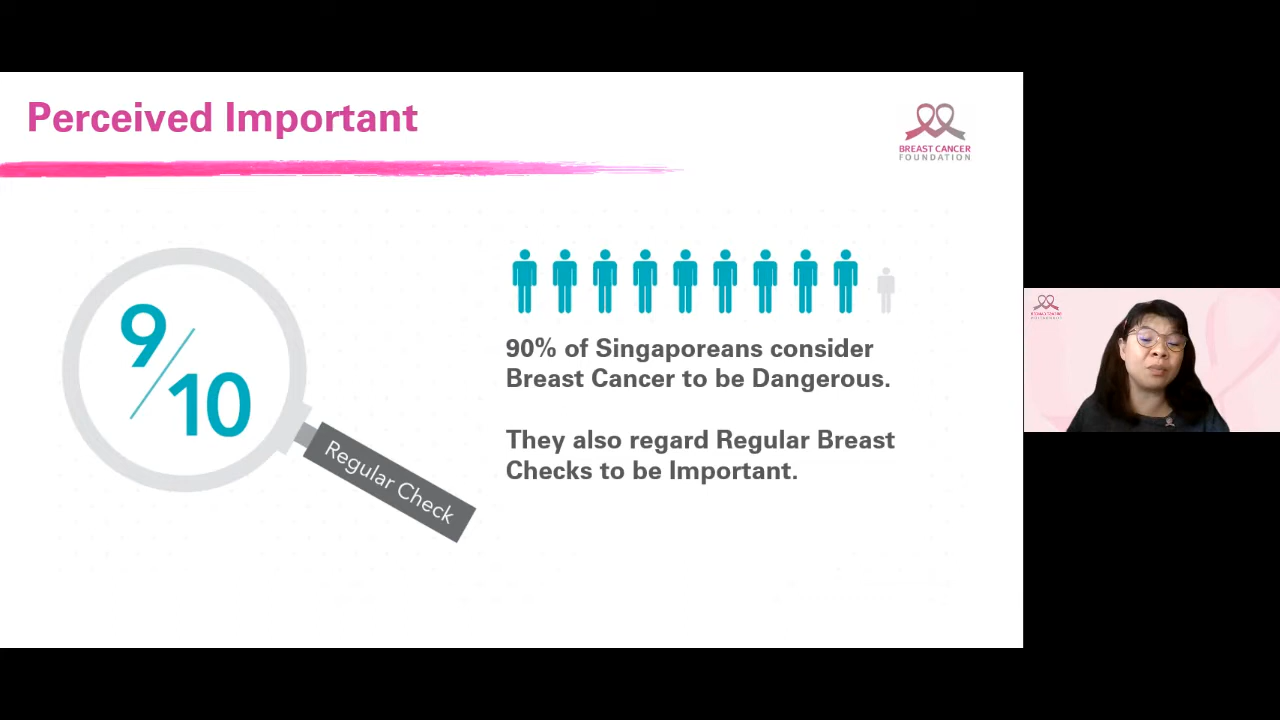 Perceived Important
BREAST CANCER
FOUNDATION
9/10
Regular Check
90% of Singaporeans consider
Breast Cancer to be Dangerous.
They also regard Regular Breast
Checks to be Important.